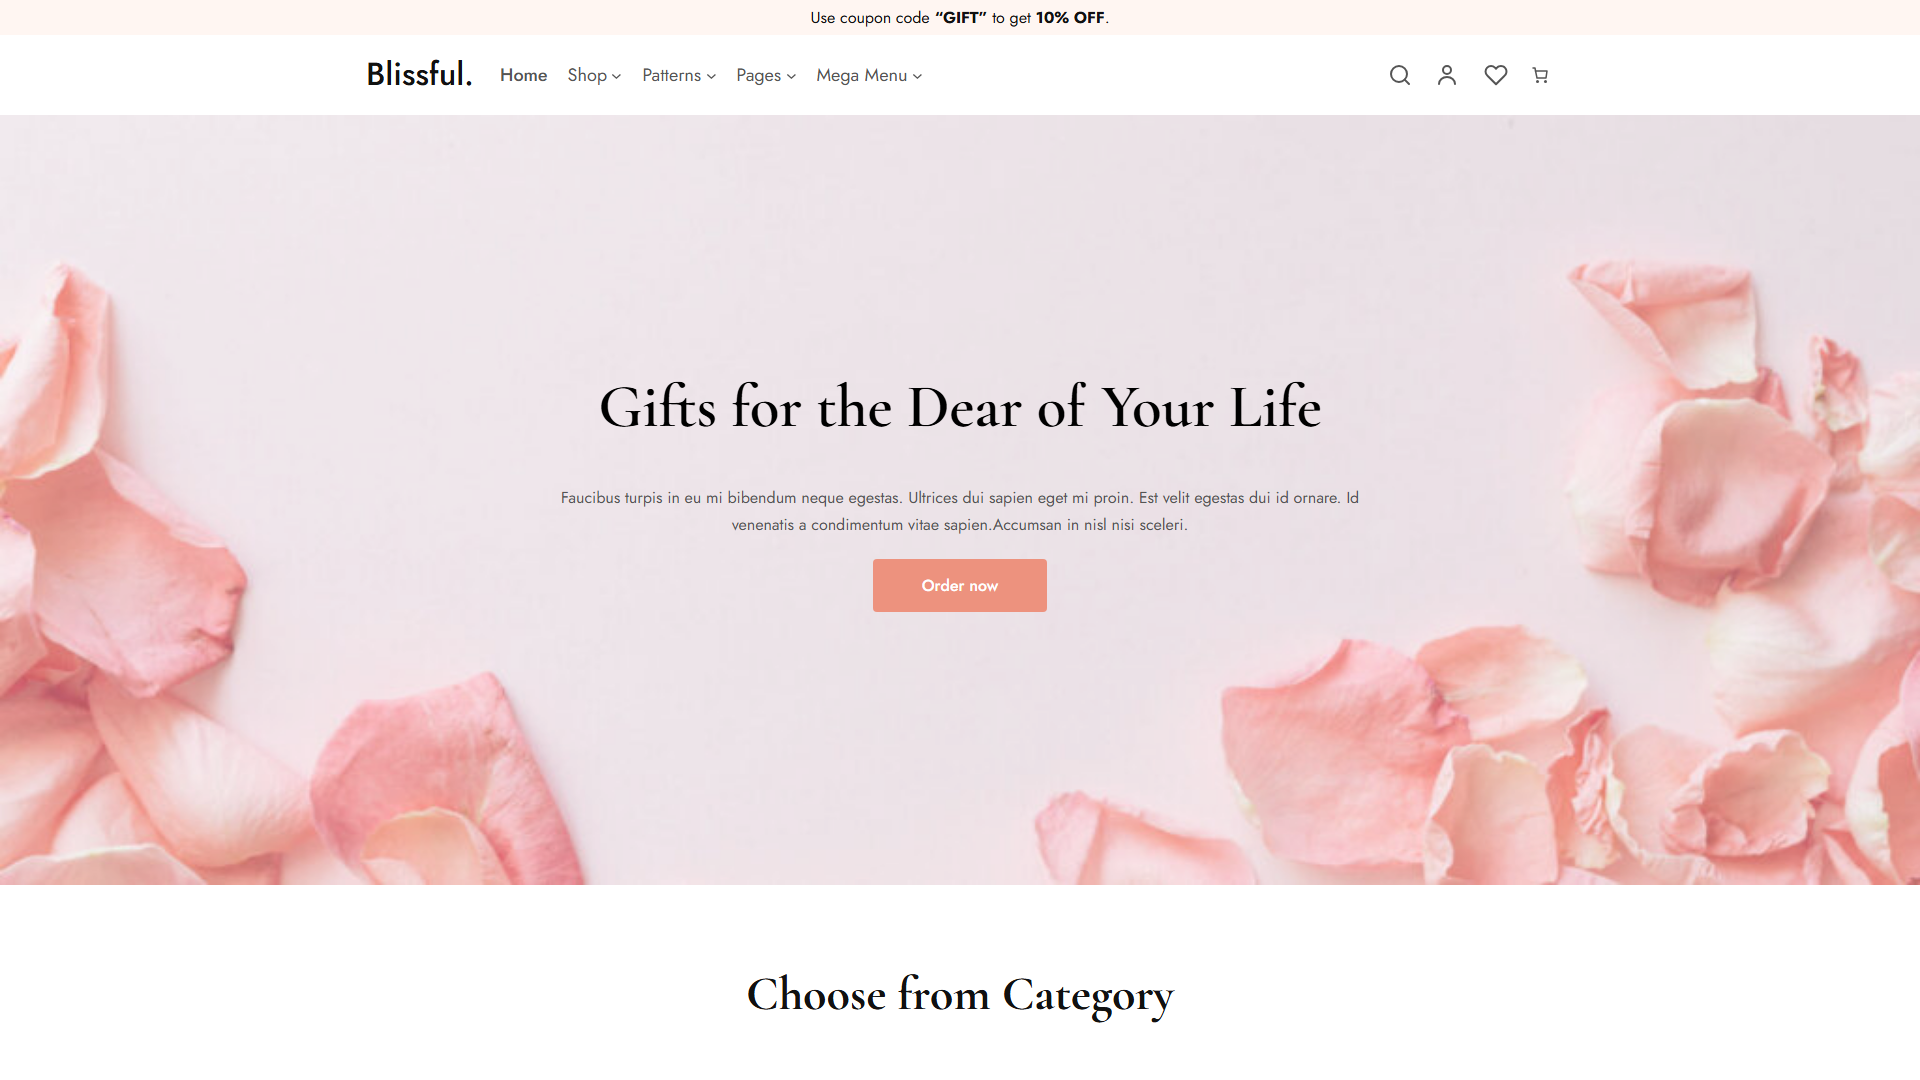 Use coupon code “GIFT” to get 10% OFF.
Blissful.
Home Shop Patterns Pages Mega Menu
Gifts for the Dear of Your Life
Faucibus turpis in eu mi bibendum neque egestas. Ultrices dui sapien eget mi proin. Est velit egestas dui id ornare. Id
venenatis a condimentum vitae sapien.Accumsan in nisl nisi sceleri.
Order now
Choose from Category